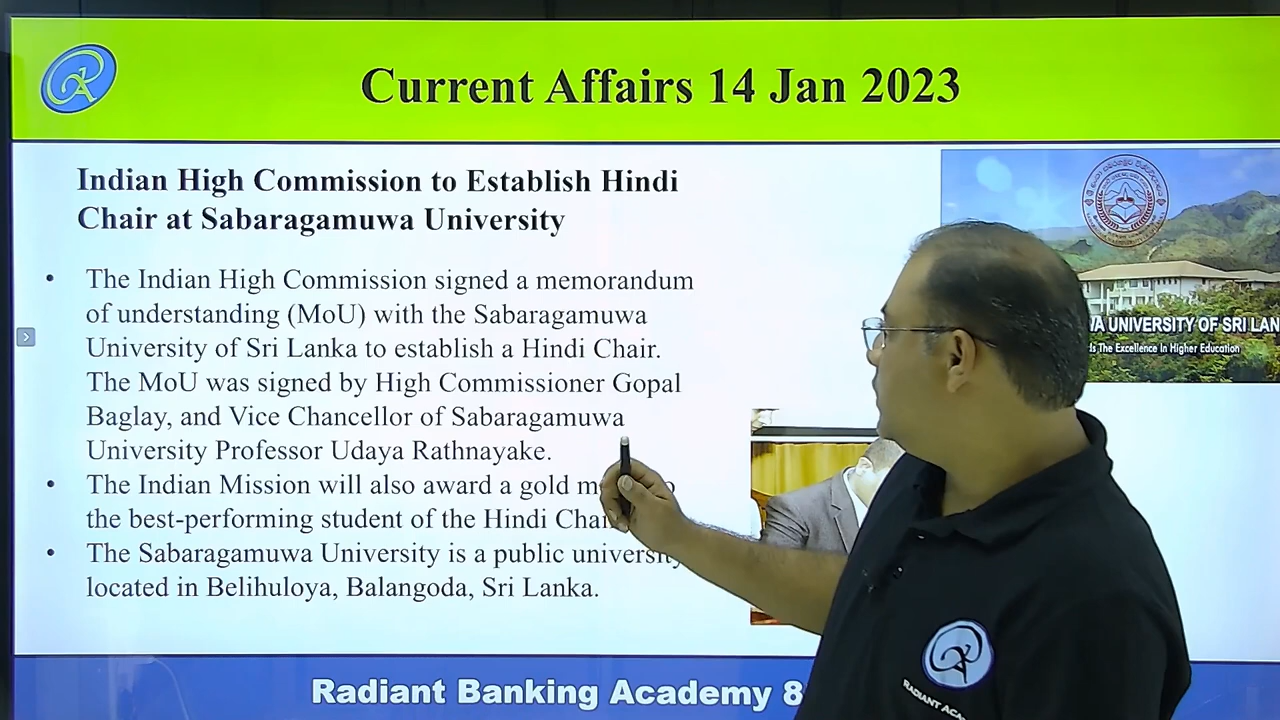 Current Affairs 14 Jan 2023
Indian High Commission to Establish Hindi
Chair at Sabaragamuwa University
• The Indian High Commission signed a memorandum
of understanding (MoU) with the Sabaragamuwa
University of Sri Lanka to establish a Hindi Chair.
The MoU was signed by High Commissioner Gopal
Baglay, and Vice Chancellor of Sabaragamuwa
University Professor Udaya Rathnayake.
• The Indian Mission will also award a gold
the best-performing student of the Hindi
• The Sabaragamuwa University is a public university
located in Belihuloya, Balangoda, Sri Lanka.
UNIVERSITY OF SRI LAN
The Excellence In Higher Education
Radiant Banking Academy 8
RADIANT ACA